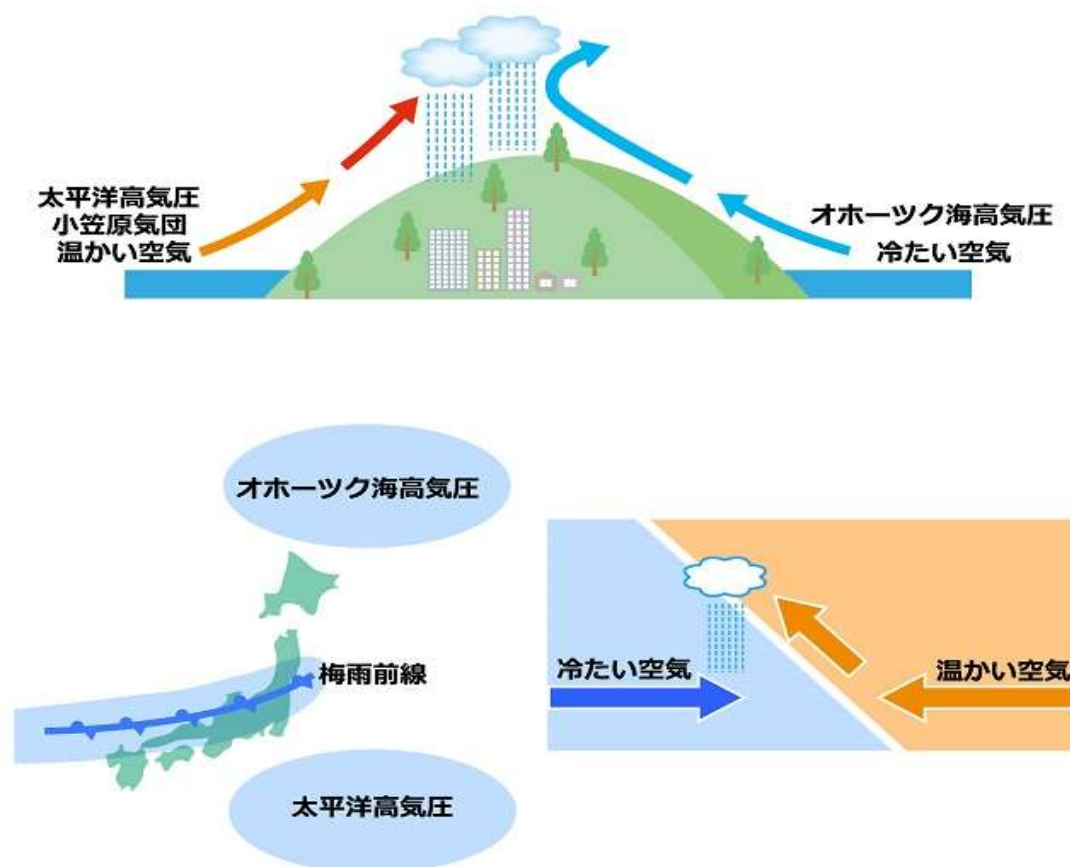 太平洋高気圧
小笠原気団
温かい空気
オホーツク海高気圧
冷たい空気
オホーツク海高気圧
梅雨前線
太平洋高気圧
冷たい空気
温かい空気